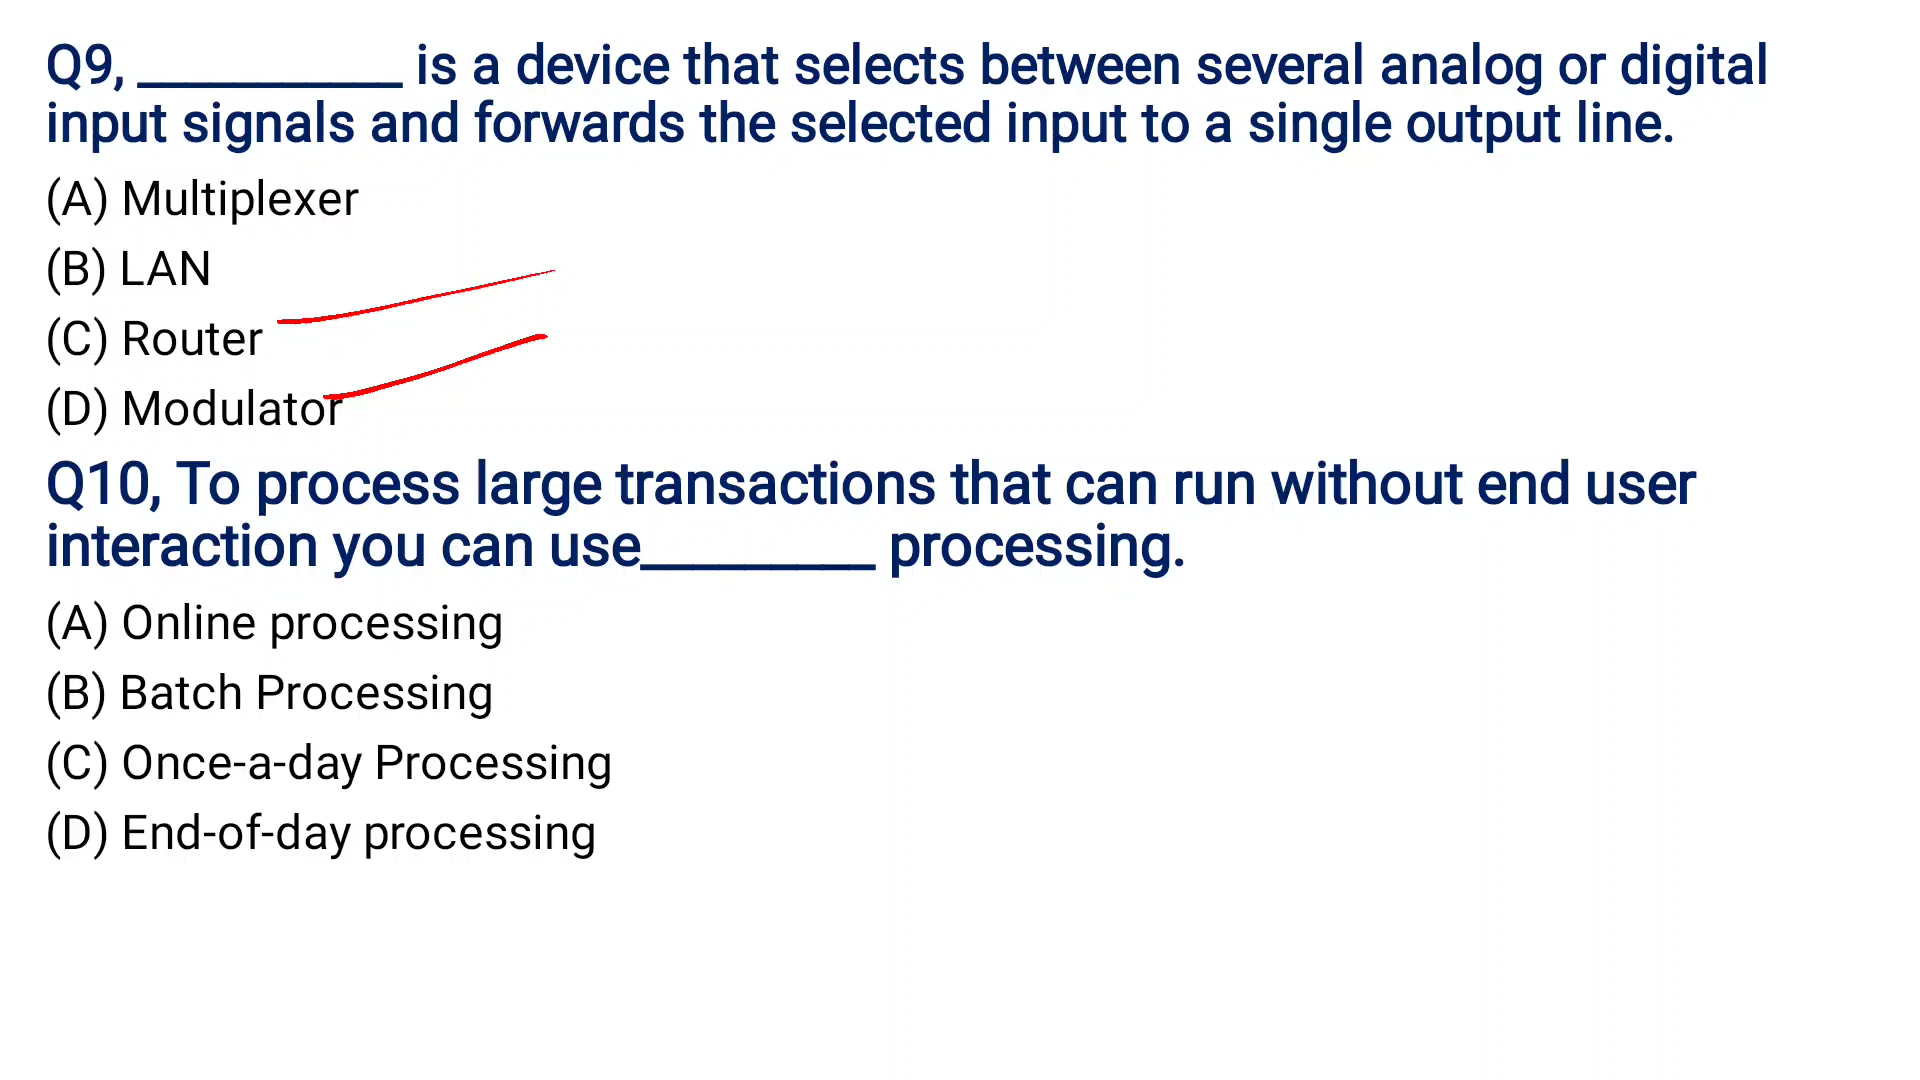 Q9, ___________ is a device that selects between several analog or digital
input signals and forwards the selected input to a single output line.
(A) Multiplexer
(B) LAN
(C) Router
(D) Modulator
Q10, To process large transactions that can run without end user
interaction you can use_________ processing.
(A) Online processing
(B) Batch Processing
(C) Once-a-day Processing
(D) End-of-day processing